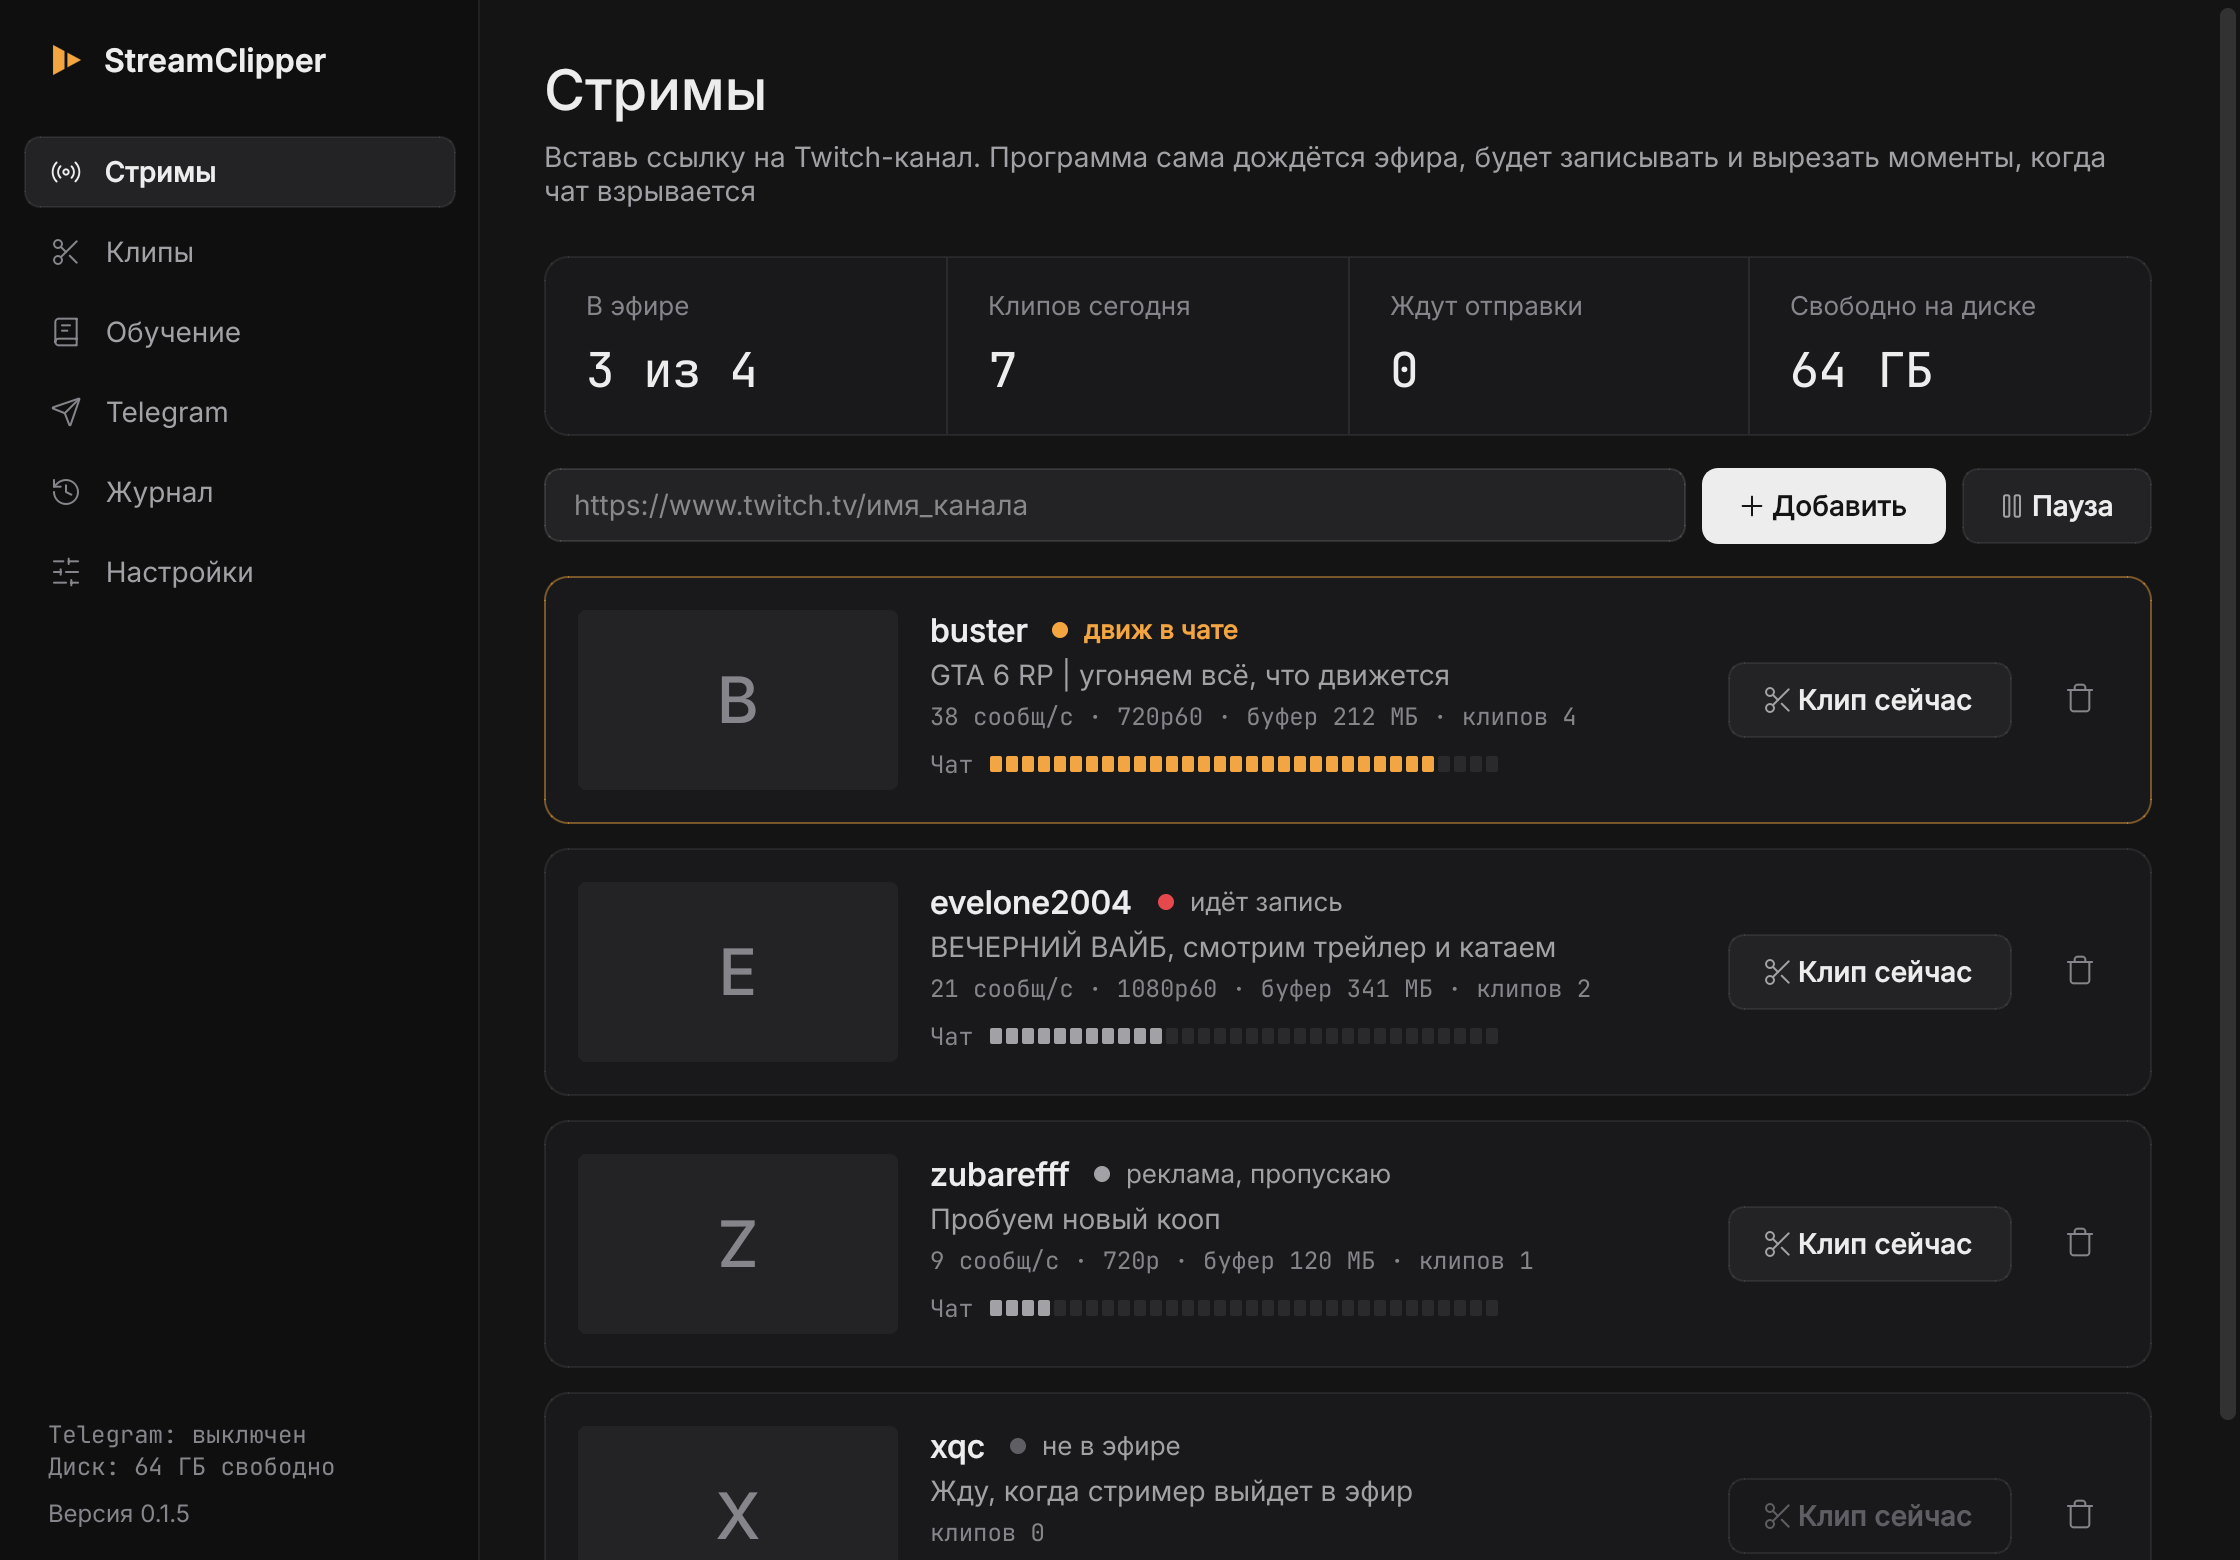 StreamClipper
Стримы
Клипы
Обучение
Telegram
Журнал
Настройки
Telegram: выключен
Диск: 64 ГБ свободно
Версия 0.1.5
Стримы
Вставь ссылку на Twitch-канал. Программа сама дождётся эфира, будет записывать и вырезать моменты, когда
чат взрывается
В эфире
3 из 4
Клипов сегодня
7
Ждут отправки
0
Свободно на диске
64 ГБ
https://www.twitch.tv/имя_канала
Добавить
Пауза
B
buster движ в чате
GTA 6 RP | угоняем всё, что движется
38 сообщ/с · 720p60 · буфер 212 МБ · клипов 4
Чат
Клип сейчас
E
evelone2004 идёт запись
ВЕЧЕРНИЙ ВАЙБ, смотрим трейлер и катаем
21 сообщ/с · 1080p60 · буфер 341 МБ · клипов 2
Чат
Клип сейчас
Z
zubarefff реклама, пропускаю
Пробуем новый кооп
9 сообщ/с · 720p · буфер 120 МБ · клипов 1
Чат
Клип сейчас
X
xqc не в эфире
Жду, когда стример выйдет в эфир
клипов 0
Клип сейчас